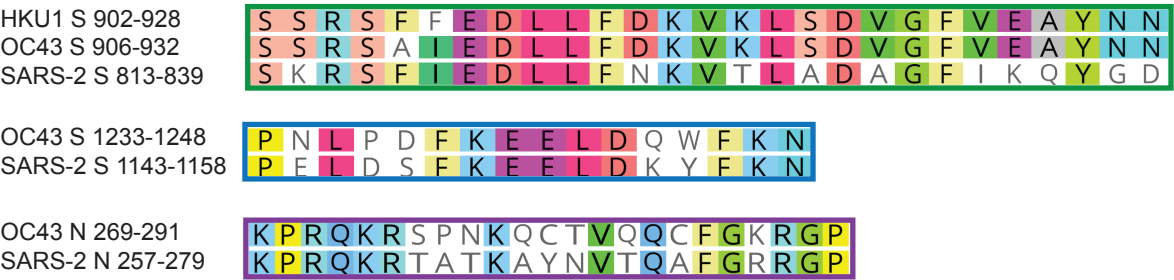 HKU1 S 902-928 SSRSFFEDLLFDKVKLSDVGFVEAYNN
OC43 S 906-932 SSRSAIEDLLFDKVKLSDVGFVEAYNN
SARS-2 S 813-839 SKRSFIEDLLFNKVTLADAGFIKQYGD
OC43 S 1233-1248 PNLPDFKEELDQWFKN
SARS-2 S 1143-1158 PELDSFKEELDKYFKN
OC43 N 269-291 KPRQKRSPNKQCTVQQCFGKRGP
SARS-2 N 257-279 KPRQKRTATKAYNVTQAFGRRGP